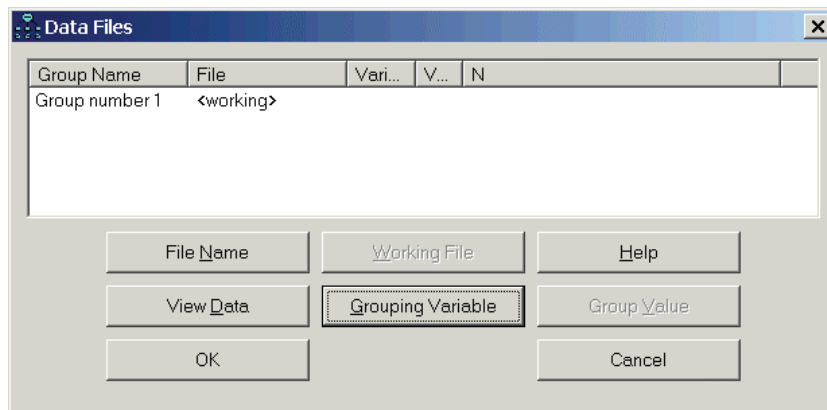 Data Files
Group Name File Vari... V... N
Group number 1 <working>
File Name Working File Help
View Data Grouping Variable Group Value
OK Cancel